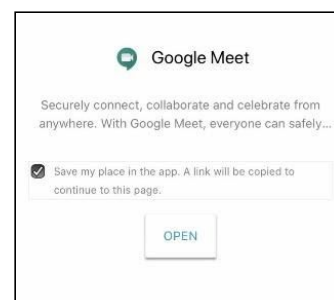 Google Meet
Securely connect, collaborate and celebrate from
anywhere. With Google Meet, everyone can safely...
Save my place in the app. A link will be copied to
continue to this page.
OPEN